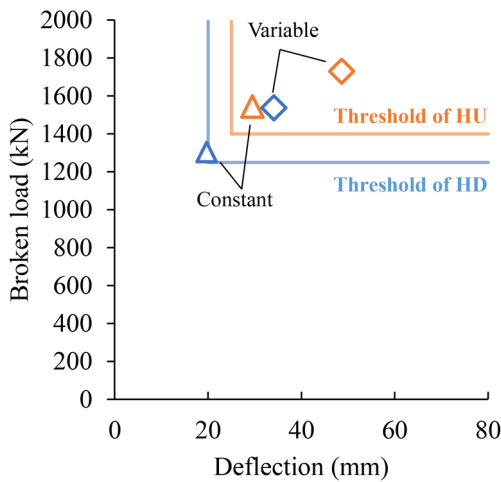 2000
1800
1600
1400
1200
1000
800
600
400
200
0
Broken load (kN)
Variable
Threshold of HU
Threshold of HD
Constant
0 20 40 60 80
Deflection (mm)